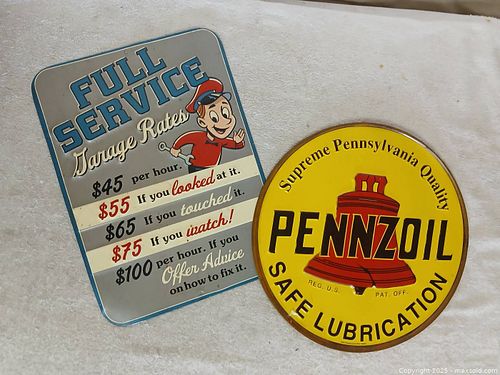 FULL
SERVICE
Garage Rates
$45 per hour.
$55 If you looked at it.
$65 If you touched it.
$75 If you watch!
$100 per hour. If you
Offer Advice
on how to fix it.
Supreme Pennsylvania Quality
PENNZOIL
REG. U.S. PAT. OFF.
SAFE LUBRICATION
Copyright 2025 - maxsold.com